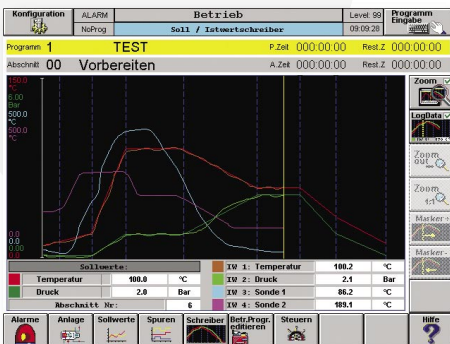 Konfiguration ALARM Betrieb Level 99 Programm Eingabe
NoProg Soll / Istwertschreiber 09:09:28
Programm 1 TEST P.Zeit 000:00:00 Rest.Z 000:00:00
Abschnitt 00 Vorbereiten A.Zeit 000:00:00 Rest.Z 000:00:00
150.0
°C
6.00
Bar
500.0
°C
500.0
°C
0.0
0.00
Zoom
LogData
Zoom out
Zoom 1:1
Marker+
Marker-
Sollwerte:
Temperatur 100.0 °C
Druck 2.0 Bar
Abschnitt Nr: 6
IW 1: Temperatur 100.2 °C
IW 2: Druck 2.1 Bar
IW 3: Sonde 1 86.2 °C
IW 4: Sonde 2 189.1 °C
Alarme Anlage Sollwerte Spuren Schreiber Betr.Progr. editieren Steuern Hilfe